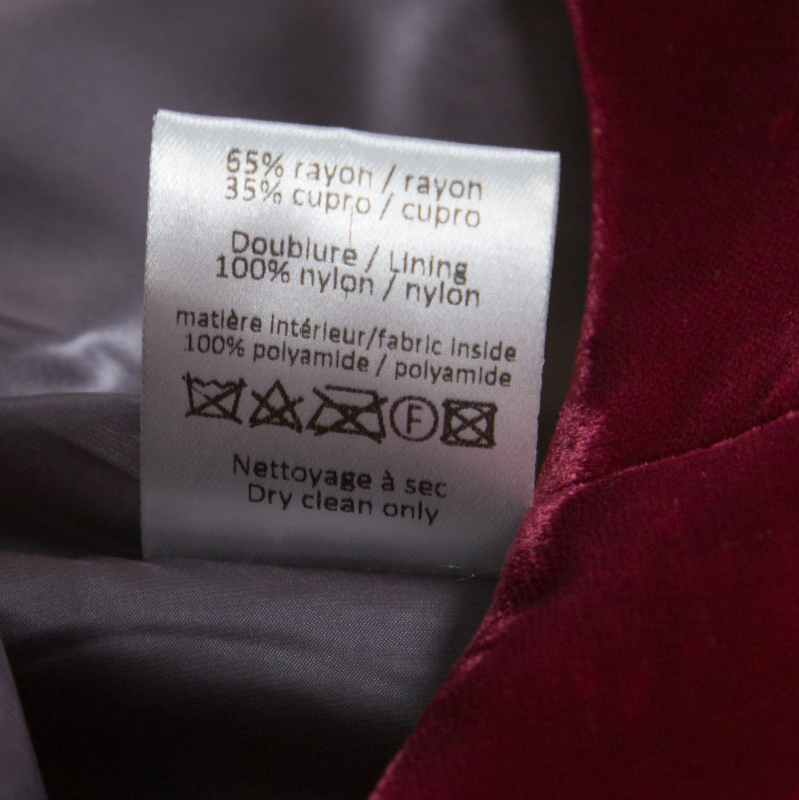 65% rayon / rayon
35% cupro / cupro
Doublure / Lining
100% nylon / nylon
matière intérieur/fabric inside
100% polyamide / polyamide
F
Nettoyage à sec
Dry clean only